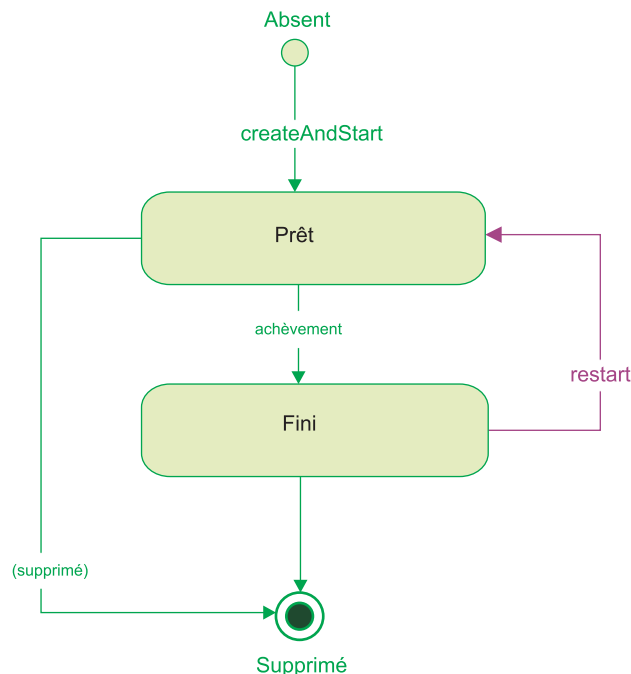 Absent
createAndStart
Prêt
achèvement
restart
Fini
(supprimé)
Supprimé